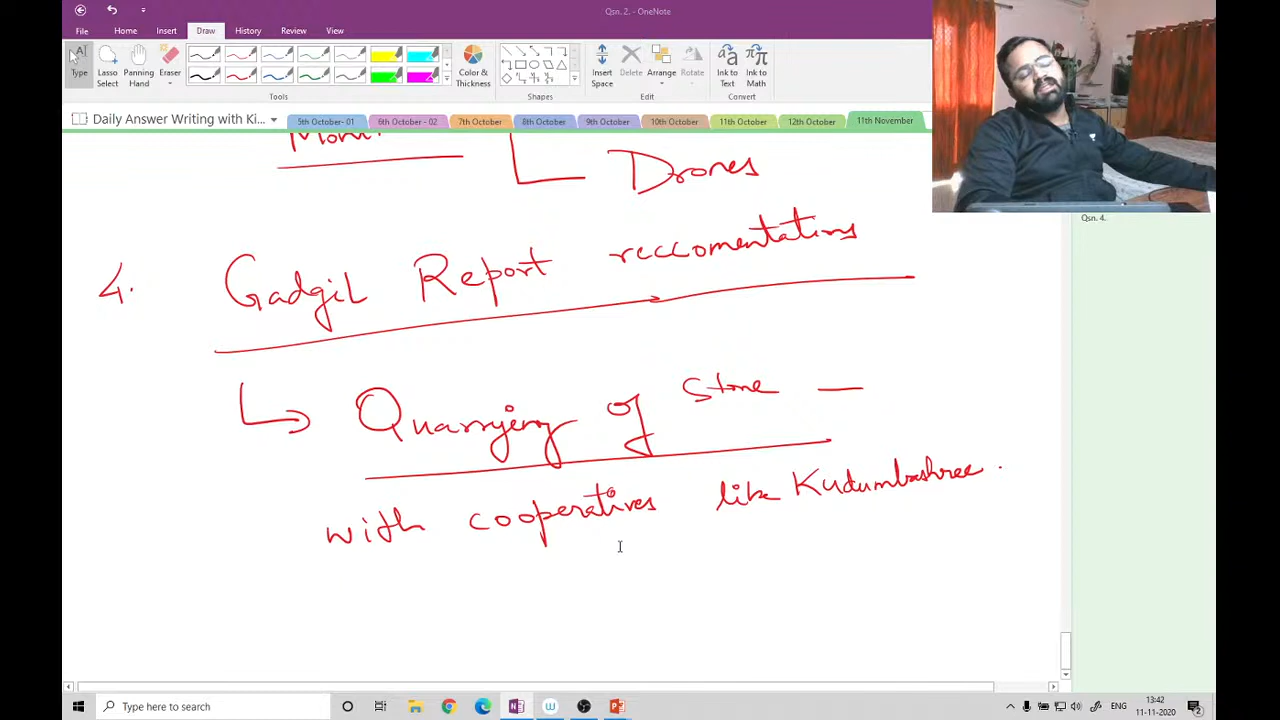 Qsn. 2. - OneNote
File Home Insert Draw History Review View
Type
Lasso Select
Panning Hand
Eraser
Color & Thickness
Insert Space
Delete
Arrange
Rotate
Ink to Text
Ink to Math
Tools Shapes Edit Convert
Daily Answer Writing with Ki...
5th October- 01 6th October - 02 7th October 8th October 9th October 10th October 11th October 12th October 11th November
Qsn. 4.
Drones
4. Gadgil Report reccomentations
Quarrying of Stone —
with cooperatives like Kudumbashree.
Type here to search
ENG
13:42
11-11-2020
2